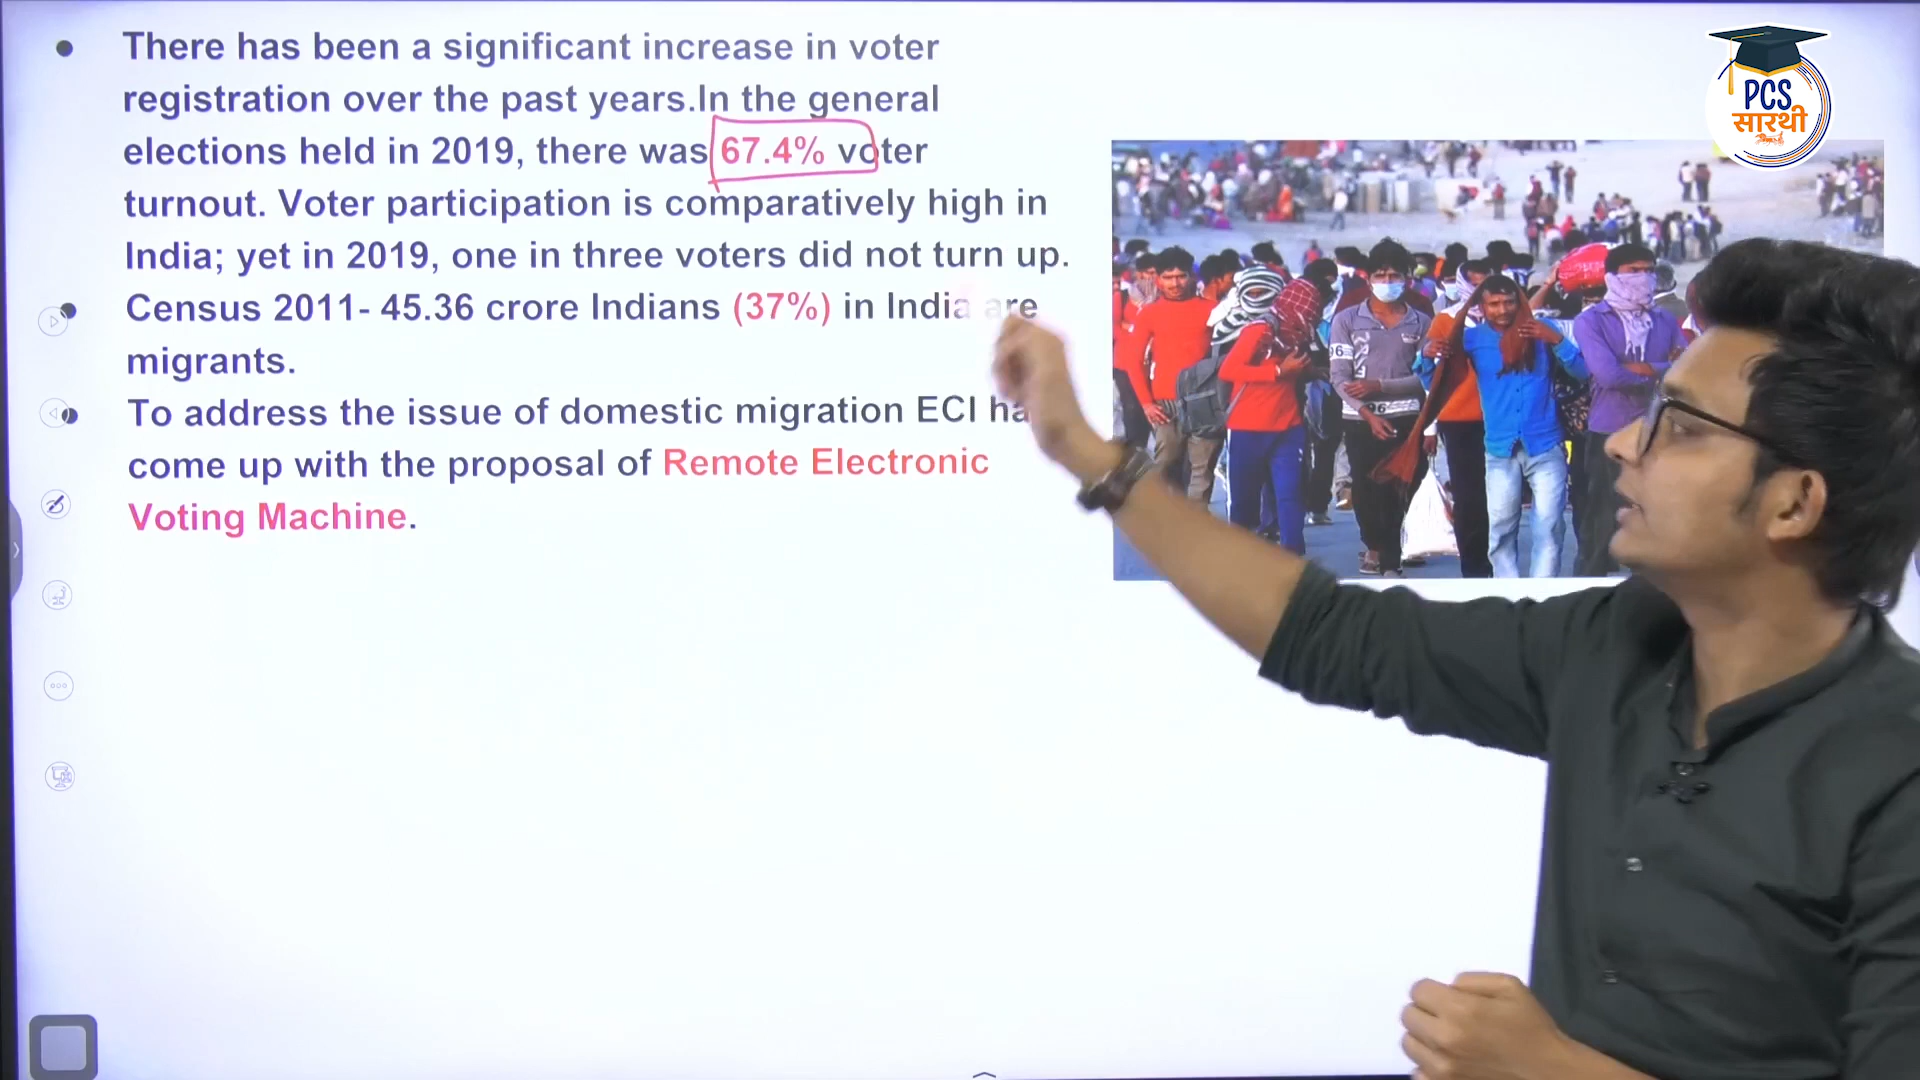 There has been a significant increase in voter
registration over the past years.In the general
elections held in 2019, there was 67.4% voter
turnout. Voter participation is comparatively high in
India; yet in 2019, one in three voters did not turn up.
Census 2011- 45.36 crore Indians (37%) in India are
migrants.
To address the issue of domestic migration ECI
come up with the proposal of Remote Electronic
Voting Machine.
PCS
सारथी
96
96